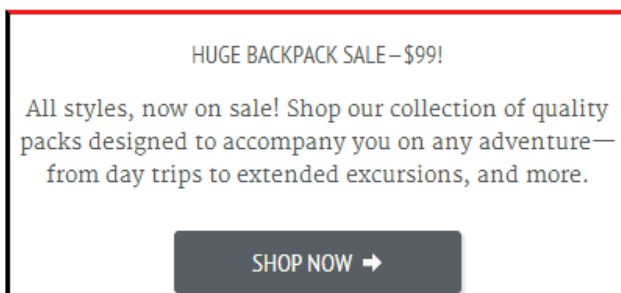 HUGE BACKPACK SALE—$99!
All styles, now on sale! Shop our collection of quality
packs designed to accompany you on any adventure—
from day trips to extended excursions, and more.
SHOP NOW ➡